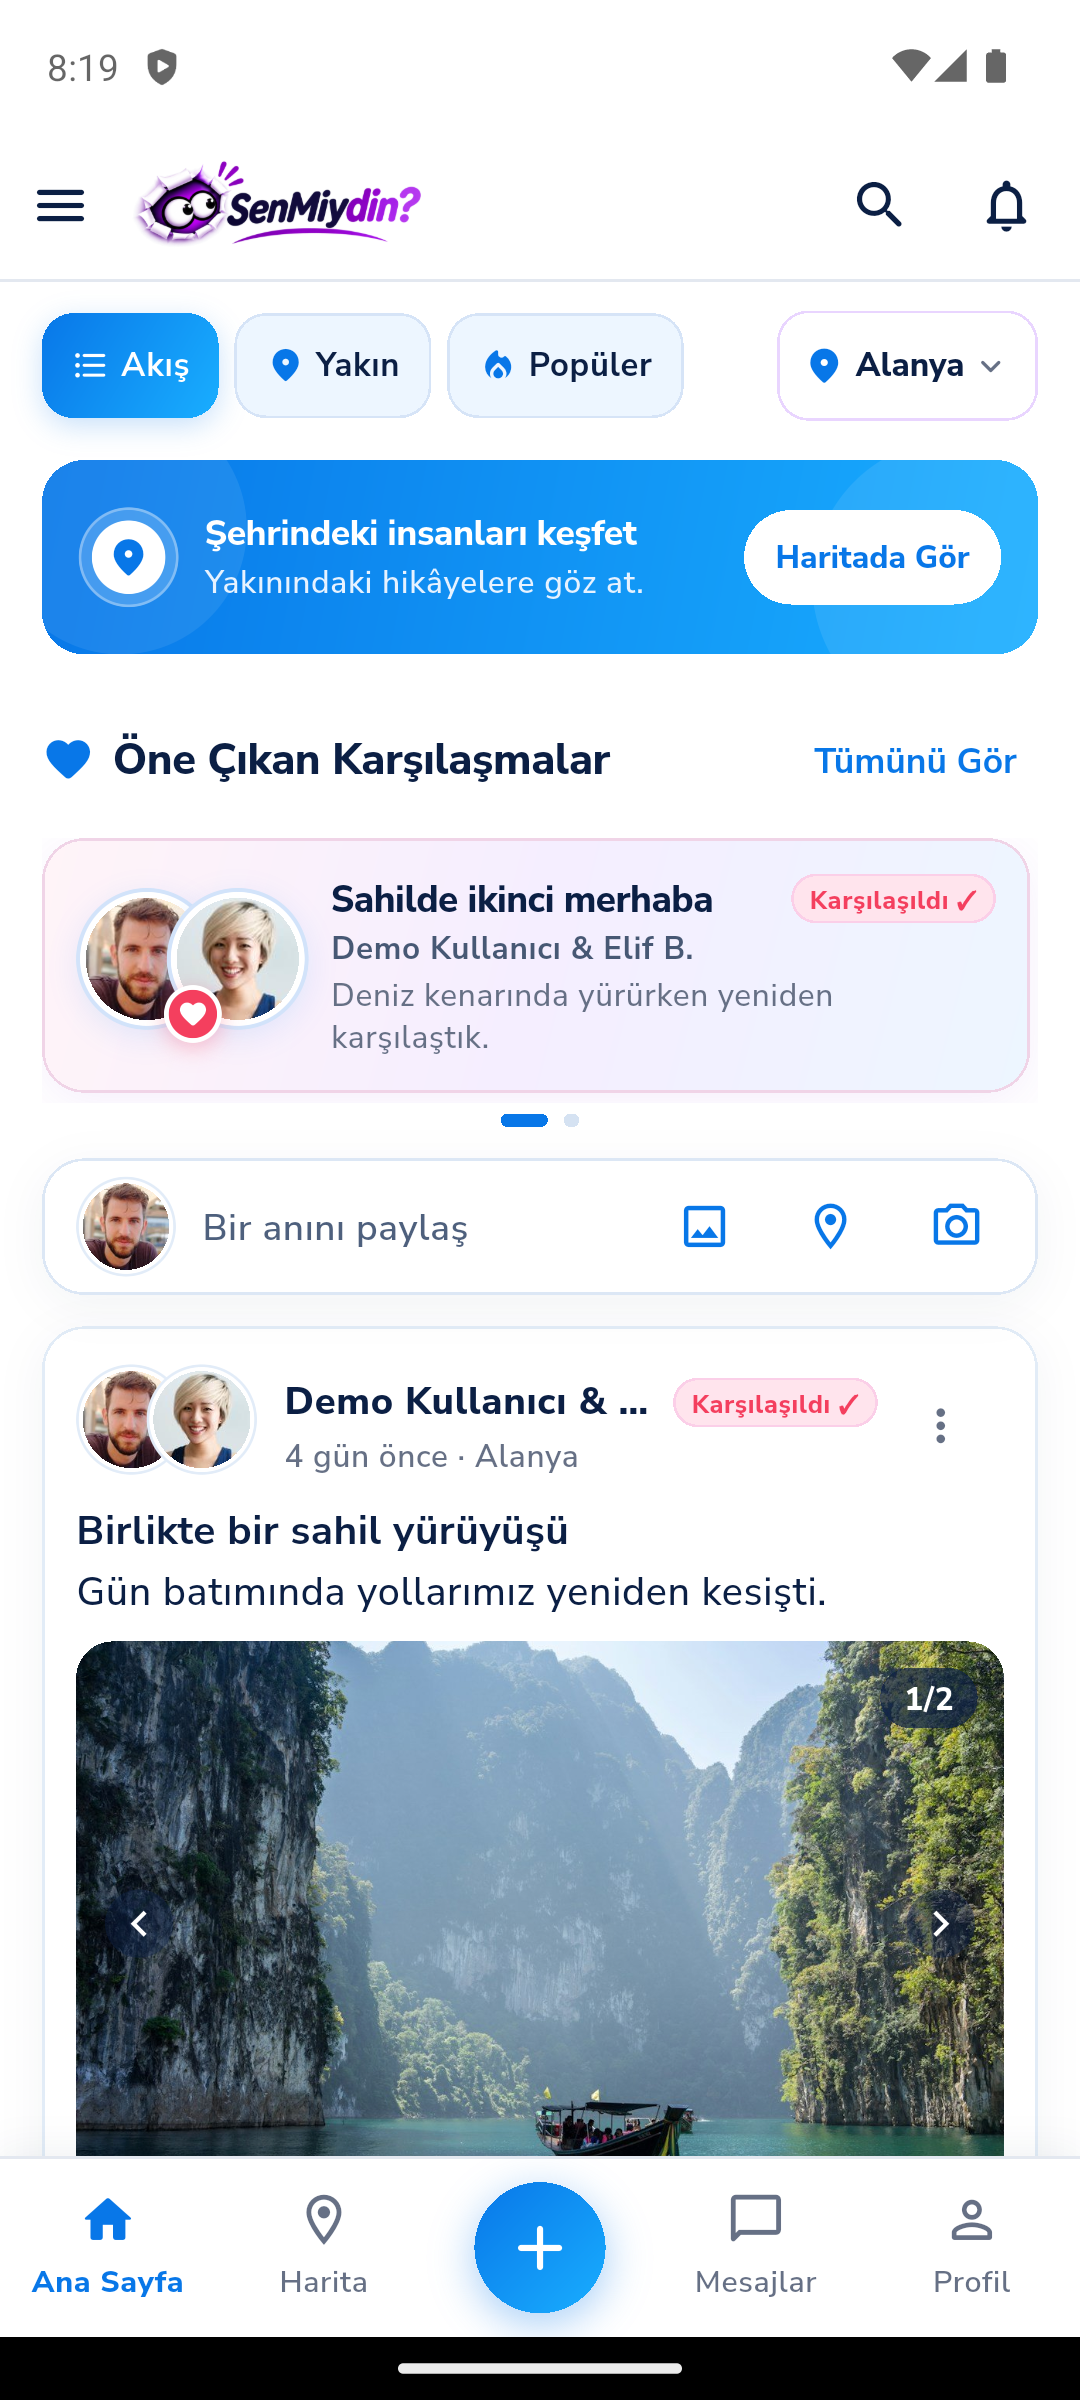 8:19
SenMiydin?
Akış
Yakın
Popüler
Alanya
Şehrindeki insanları keşfet
Yakınındaki hikâyelere göz at.
Haritada Gör
Öne Çıkan Karşılaşmalar
Tümünü Gör
Sahilde ikinci merhaba
Karşılaşıldı ✓
Demo Kullanıcı & Elif B.
Deniz kenarında yürürken yeniden
karşılaştık.
Bir anını paylaş
Demo Kullanıcı & ...
Karşılaşıldı ✓
4 gün önce · Alanya
Birlikte bir sahil yürüyüşü
Gün batımında yollarımız yeniden kesişti.
1/2
Ana Sayfa
Harita
Mesajlar
Profil